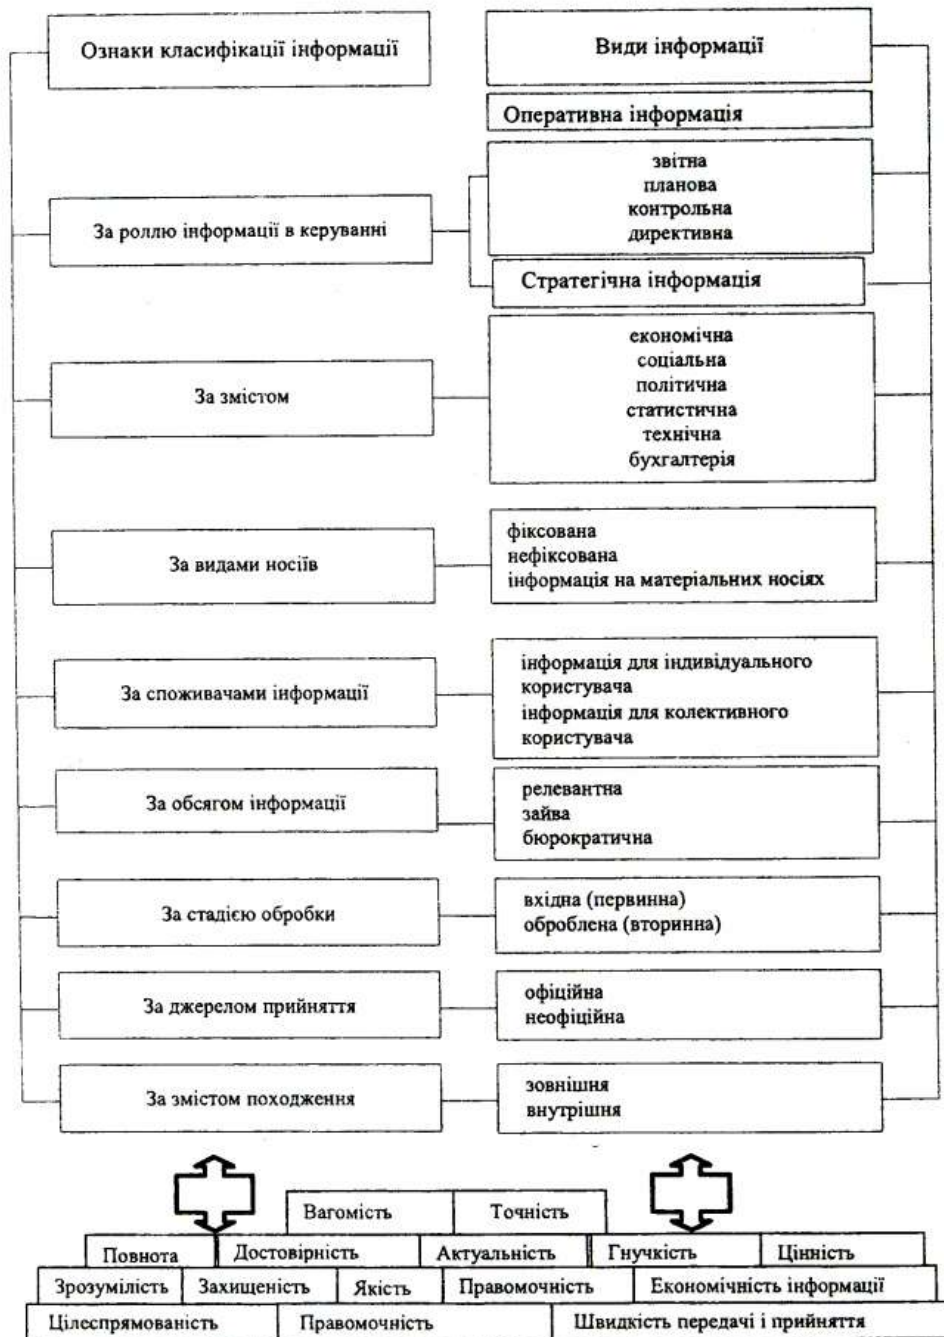 Ознаки класифікації інформації
Види інформації
Оперативна інформація
За роллю інформації в керуванні
звітна
планова
контрольна
директивна
Стратегічна інформація
За змістом
економічна
соціальна
політична
статистична
технічна
бухгалтерія
За видами носіїв
фіксована
нефіксована
інформація на матеріальних носіях
За споживачами інформації
інформація для індивідуального
користувача
інформація для колективного
користувача
За обсягом інформації
релевантна
зайва
бюрократична
За стадією обробки
вхідна (первинна)
оброблена (вторинна)
За джерелом прийняття
офіційна
неофіційна
За змістом походження
зовнішня
внутрішня
Вагомість Точність
Повнота Достовірність Актуальність Гнучкість Цінність
Зрозумілість Захищеність Якість Правомочність Економічність інформації
Цілеспрямованість Правомочність Швидкість передачі і прийняття